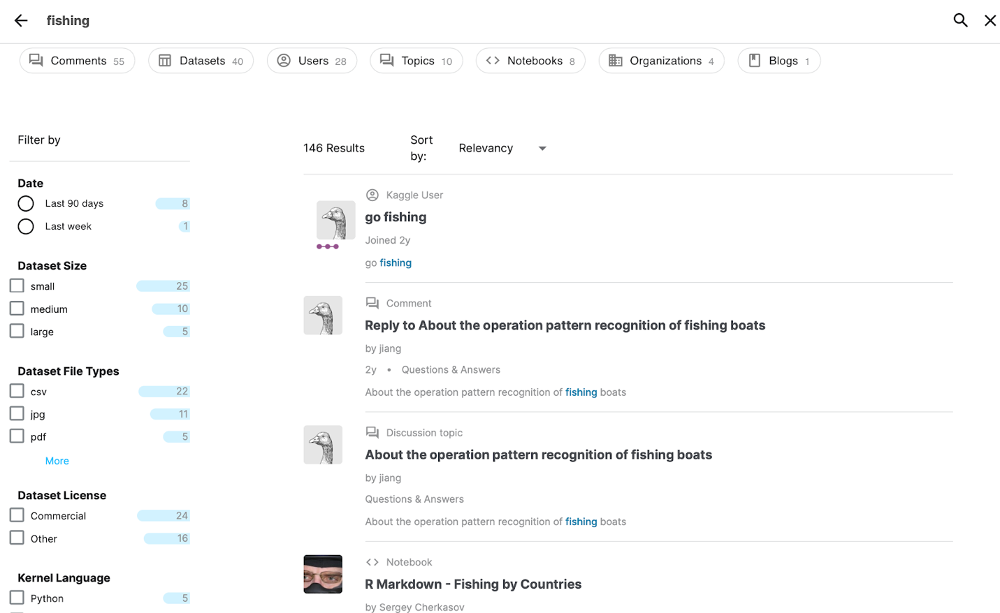 fishing
Comments 55
Datasets 40
Users 28
Topics 10
Notebooks 8
Organizations 4
Blogs 1
Filter by
Date
Last 90 days 8
Last week 1
Dataset Size
small 25
medium 10
large 5
Dataset File Types
csv 22
jpg 11
pdf 5
More
Dataset License
Commercial 24
Other 16
Kernel Language
Python 5
146 Results
Sort
by:
Relevancy
Kaggle User
go fishing
Joined 2y
go fishing
Comment
Reply to About the operation pattern recognition of fishing boats
by jiang
2y • Questions & Answers
About the operation pattern recognition of fishing boats
Discussion topic
About the operation pattern recognition of fishing boats
by jiang
Questions & Answers
About the operation pattern recognition of fishing boats
Notebook
R Markdown - Fishing by Countries
by Sergey Cherkasov